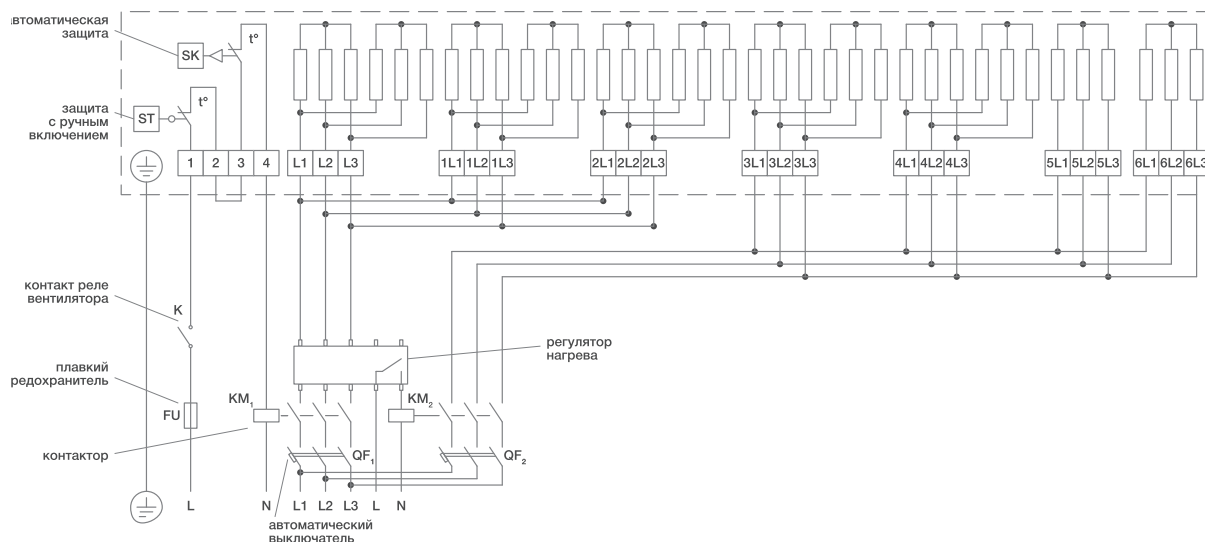 автоматическая
защита
t°
SK
t°
защита
с ручным
включением
ST
1 2 3 4 L1 L2 L3 1L1 1L2 1L3 2L1 2L2 2L3 3L1 3L2 3L3 4L1 4L2 4L3 5L1 5L2 5L3 6L1 6L2 6L3
контакт реле
вентилятора
K
регулятор
нагрева
плавкий
редохранитель
FU
KM₁
KM₂
контактор
QF₁
QF₂
L N L1 L2 L3 L N
автоматический
выключатель